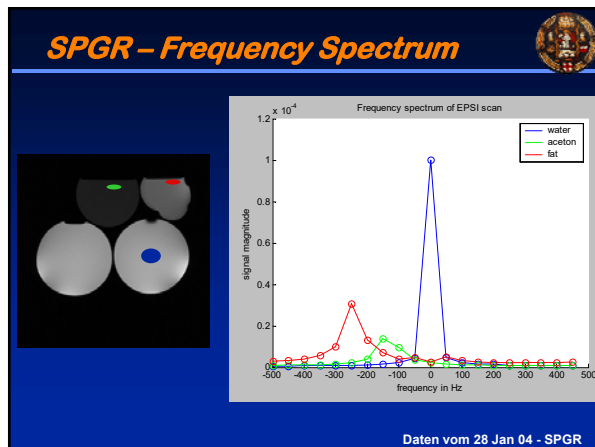 SPGR – Frequency Spectrum
x 10⁻⁴
Frequency spectrum of EPSI scan
1.2
1
0.8
0.6
0.4
0.2
0
signal magnitude
water
aceton
fat
-500 -400 -300 -200 -100 0 100 200 300 400 500
frequency in Hz
Daten vom 28 Jan 04 - SPGR